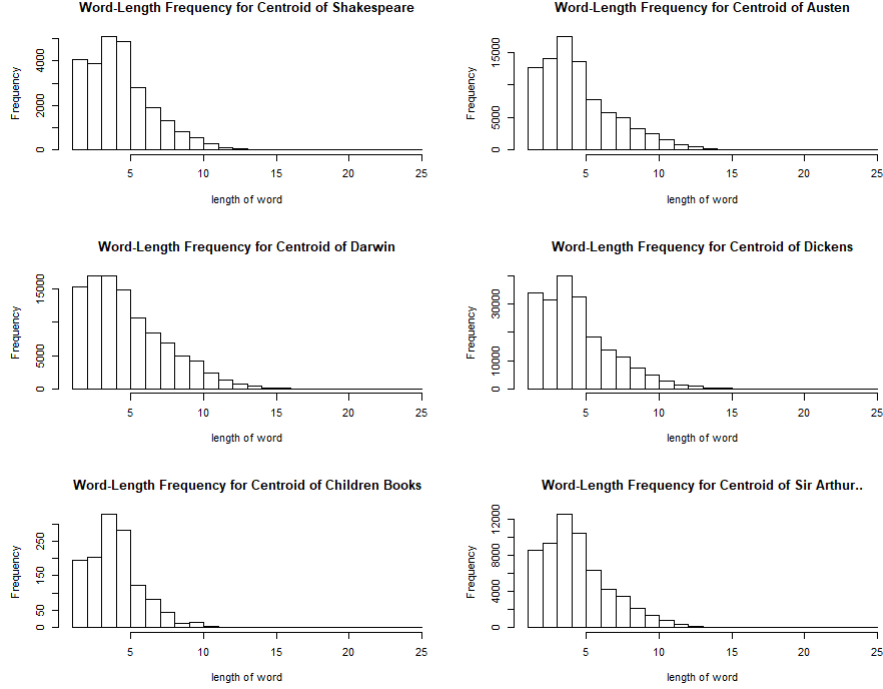 Word-Length Frequency for Centroid of Shakespeare
Frequency
0 2000 4000
5 10 15 20 25
length of word
Word-Length Frequency for Centroid of Austen
Frequency
0 5000 15000
5 10 15 20 25
length of word
Word-Length Frequency for Centroid of Darwin
Frequency
0 5000 15000
5 10 15 20 25
length of word
Word-Length Frequency for Centroid of Dickens
Frequency
0 10000 30000
5 10 15 20 25
length of word
Word-Length Frequency for Centroid of Children Books
Frequency
0 50 150 250
5 10 15 20 25
length of word
Word-Length Frequency for Centroid of Sir Arthur..
Frequency
0 4000 8000 12000
5 10 15 20 25
length of word